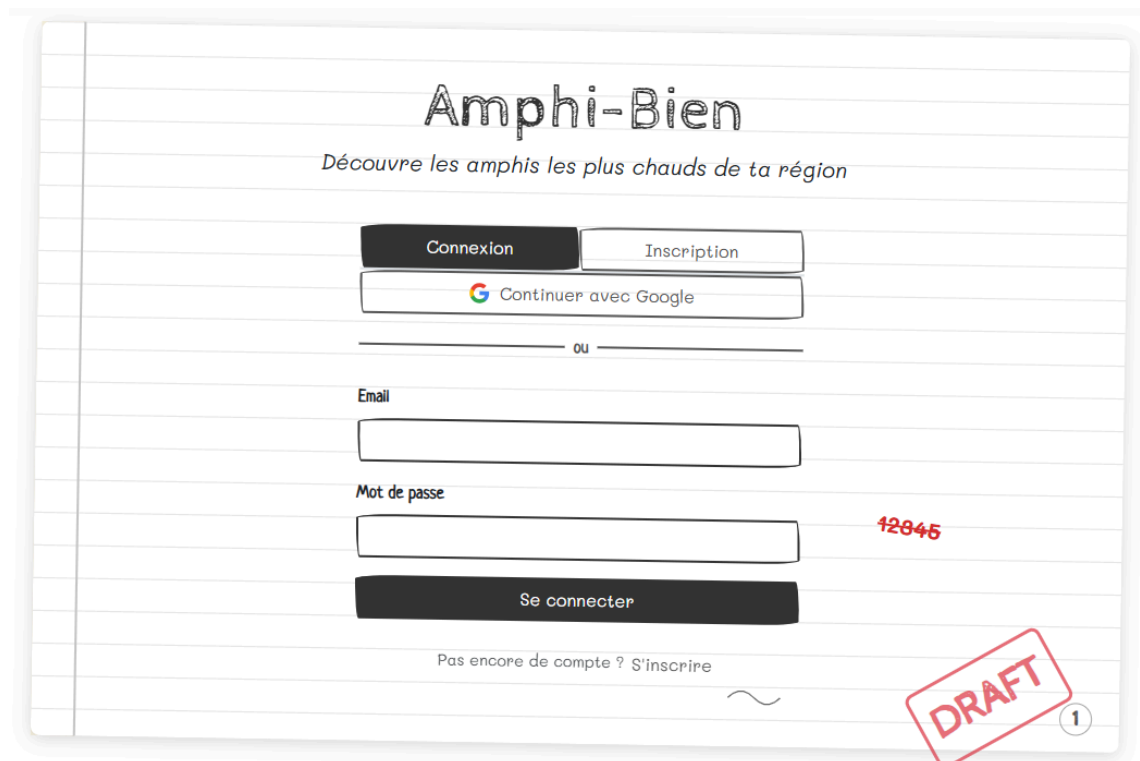 Amphi-Bien
Découvre les amphis les plus chauds de ta région
Connexion
Inscription
Continuer avec Google
ou
Email
Mot de passe
12345
Se connecter
Pas encore de compte ? S'inscrire
DRAFT
1